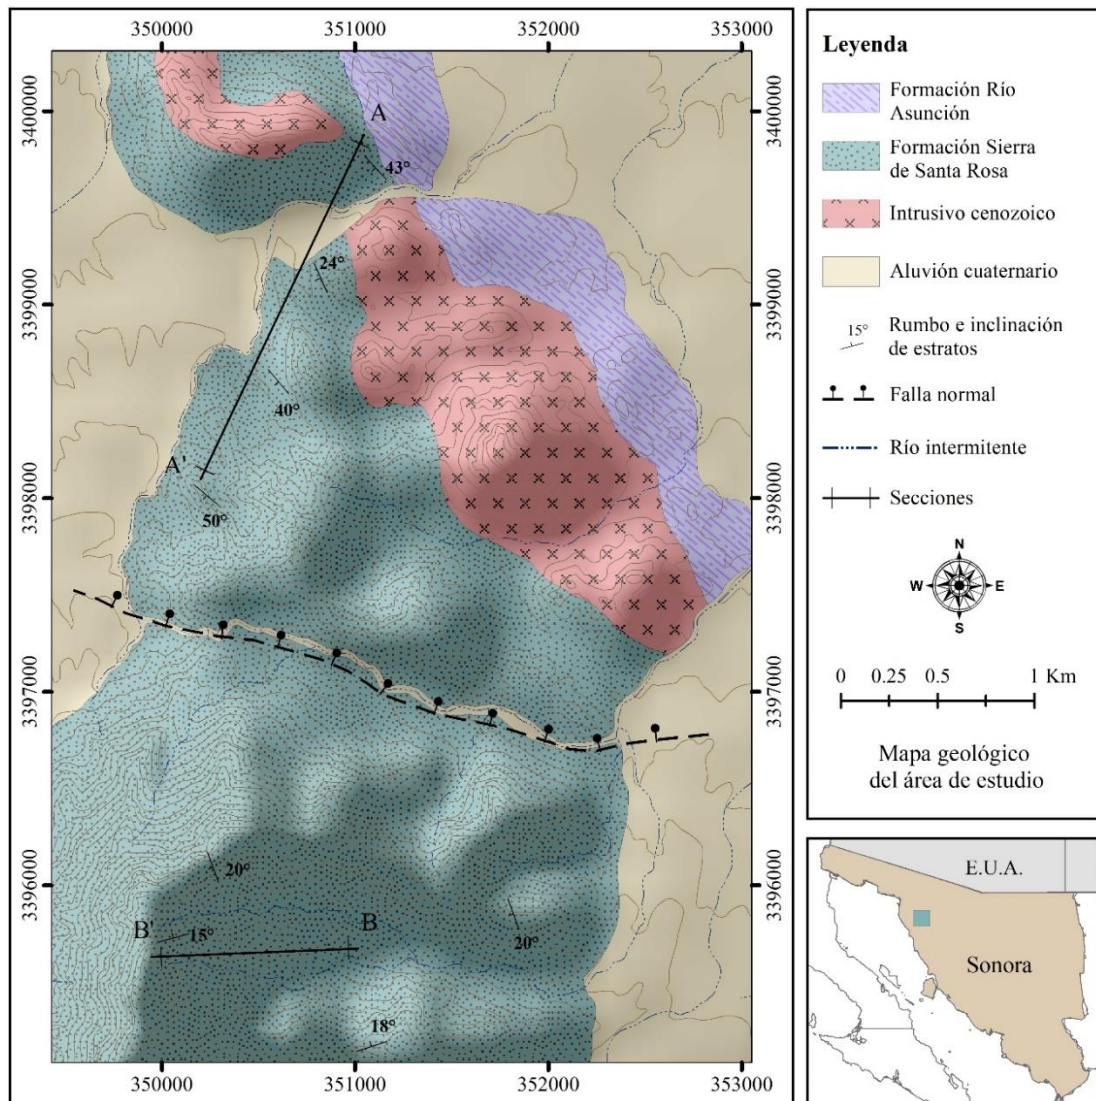 350000
351000
352000
353000
3400000
3399000
3398000
3397000
3396000
3400000
3399000
3398000
3397000
3396000
A
43°
24°
40°
A'
50°
20°
B'
15°
B
20°
18°
350000
351000
352000
353000
Leyenda
Formación Río
Asunción
Formación Sierra
de Santa Rosa
Intrusivo cenozoico
Aluvión cuaternario
15°
Rumbo e inclinación
de estratos
Falla normal
Río intermitente
Secciones
N
W
E
S
0 0.25 0.5 1 Km
Mapa geológico
del área de estudio
E.U.A.
Sonora